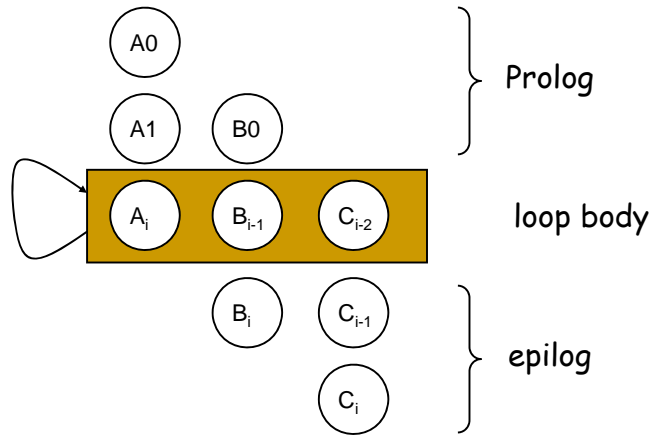 A0
Prolog
A1 B0
Ai Bi-1 Ci-2 loop body
Bi Ci-1
epilog
Ci